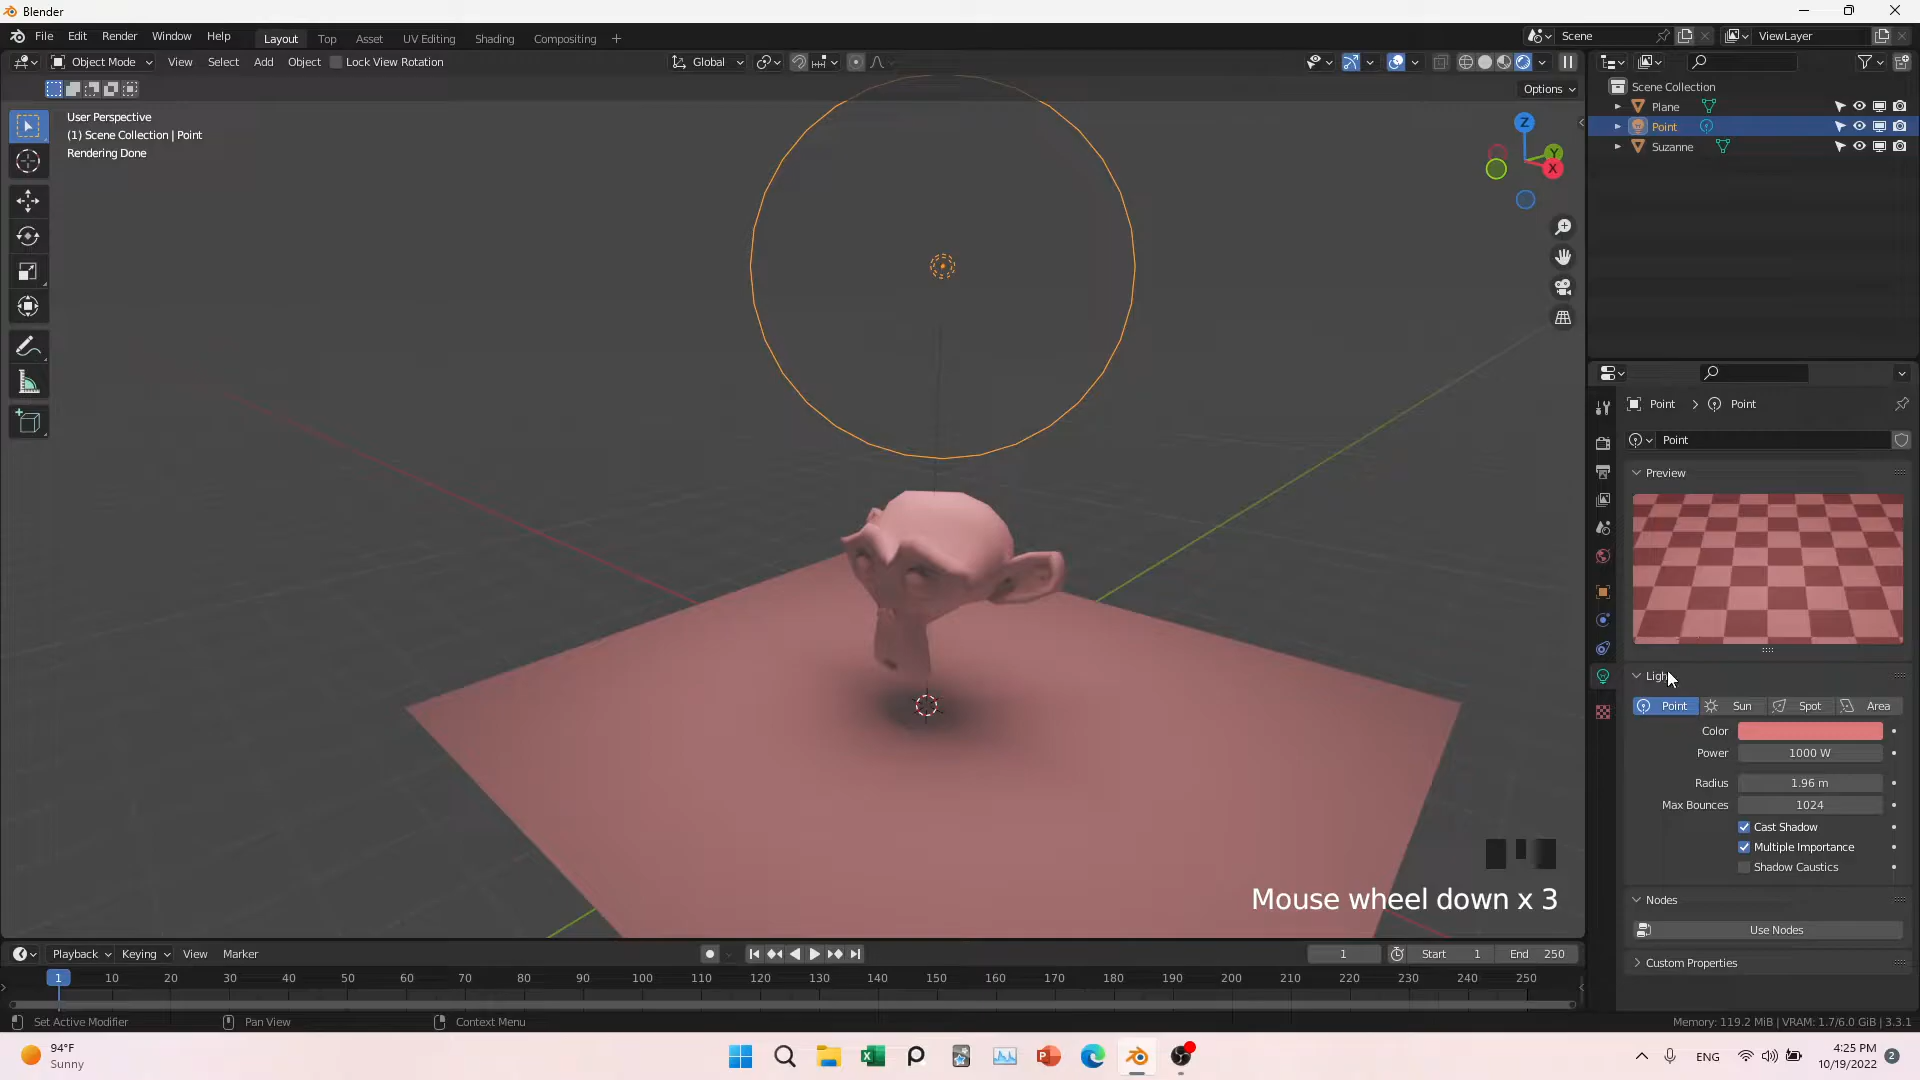 Blender
File Edit Render Window Help
Layout Top Asset UV Editing Shading Compositing
Scene
ViewLayer
Object Mode View Select Add Object Lock View Rotation
Global
Options
User Perspective
(1) Scene Collection | Point
Rendering Done
Z
Y
X
Scene Collection
Plane
Point
Suzanne
Point
Point
Point
Preview
Light
Point
Sun
Spot
Area
Color
Power 1000 W
Radius 1.96 m
Max Bounces 1024
Cast Shadow
Multiple Importance
Shadow Caustics
Nodes
Use Nodes
Custom Properties
Mouse wheel down x 3
Playback Keying View Marker
1
Start 1
End 250
1 10 20 30 40 50 60 70 80 90 100 110 120 130 140 150 160 170 180 190 200 210 220 230 240 250
Set Active Modifier
Pan View
Context Menu
Memory: 119.2 MiB | VRAM: 1.7/6.0 GiB | 3.3.1
94°F
Sunny
ENG
4:25 PM
10/19/2022
2